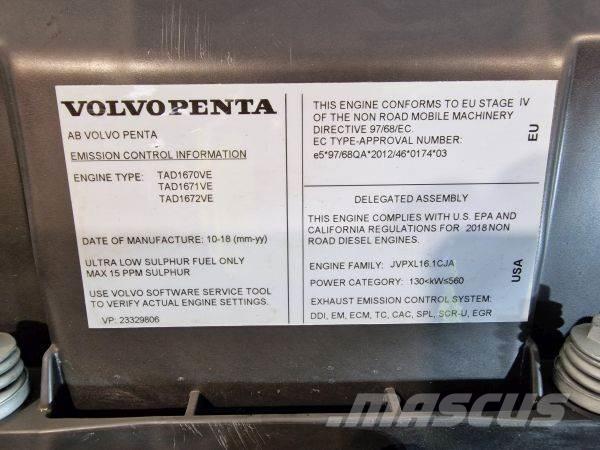 VOLVO PENTA
AB VOLVO PENTA
EMISSION CONTROL INFORMATION
ENGINE TYPE: TAD1670VE
TAD1671VE
TAD1672VE
DATE OF MANUFACTURE: 10-18 (mm-yy)
ULTRA LOW SULPHUR FUEL ONLY
MAX 15 PPM SULPHUR
USE VOLVO SOFTWARE SERVICE TOOL
TO VERIFY ACTUAL ENGINE SETTINGS.
VP: 23329806
THIS ENGINE CONFORMS TO EU STAGE IV
OF THE NON ROAD MOBILE MACHINERY
DIRECTIVE 97/68/EC.
EC TYPE-APPROVAL NUMBER:
e5*97/68QA*2012/46*0174*03
EU
DELEGATED ASSEMBLY
THIS ENGINE COMPLIES WITH U.S. EPA AND
CALIFORNIA REGULATIONS FOR 2018 NON
ROAD DIESEL ENGINES.
ENGINE FAMILY: JVPXL16.1CJA
POWER CATEGORY: 130<kW≤560
EXHAUST EMISSION CONTROL SYSTEM:
DDI, EM, ECM, TC, CAC, SPL, SCR-U, EGR
USA
MASCUS